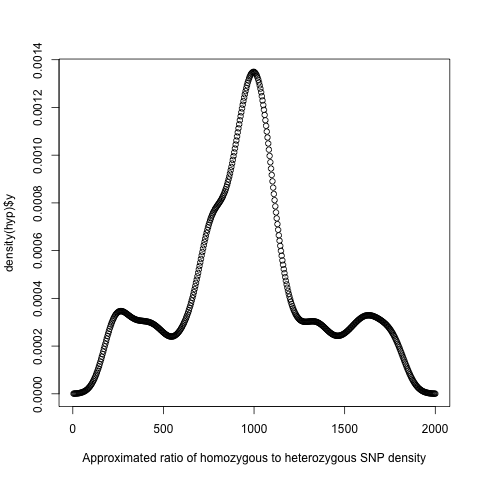 density(hyp)$y
0.0014
0.0012
0.0010
0.0008
0.0006
0.0004
0.0002
0.0000
0 500 1000 1500 2000
Approximated ratio of homozygous to heterozygous SNP density